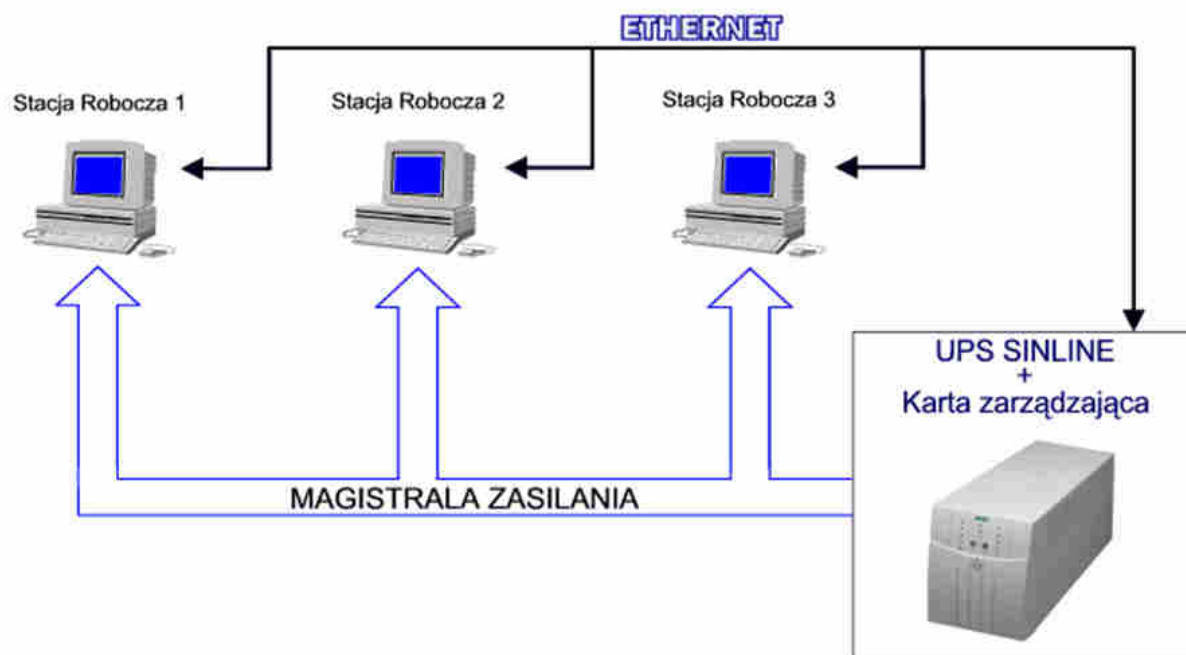 ETHERNET
Stacja Robocza 1
Stacja Robocza 2
Stacja Robocza 3
UPS SINLINE
+
Karta zarządzająca
MAGISTRALA ZASILANIA